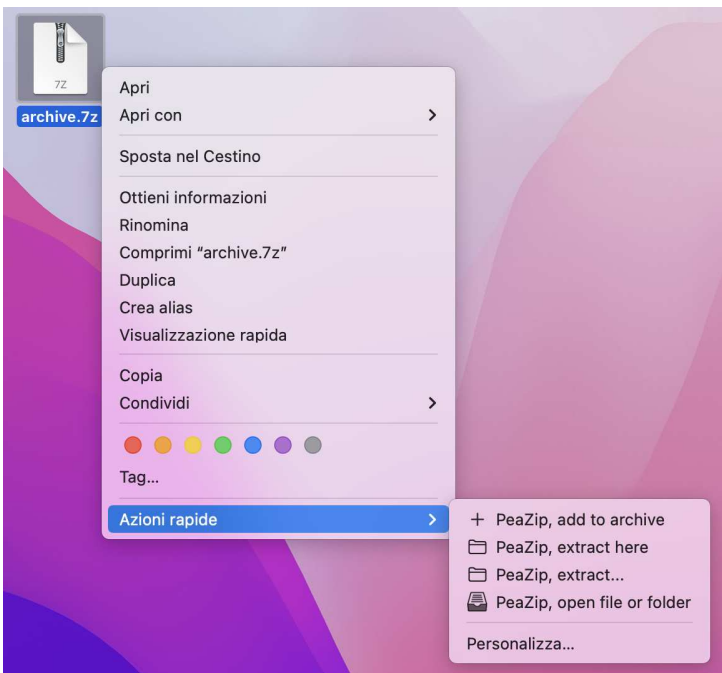 7Z
archive.7z
Apri
Apri con
Sposta nel Cestino
Ottieni informazioni
Rinomina
Comprimi “archive.7z”
Duplica
Crea alias
Visualizzazione rapida
Copia
Condividi
Tag...
Azioni rapide
PeaZip, add to archive
PeaZip, extract here
PeaZip, extract...
PeaZip, open file or folder
Personalizza...